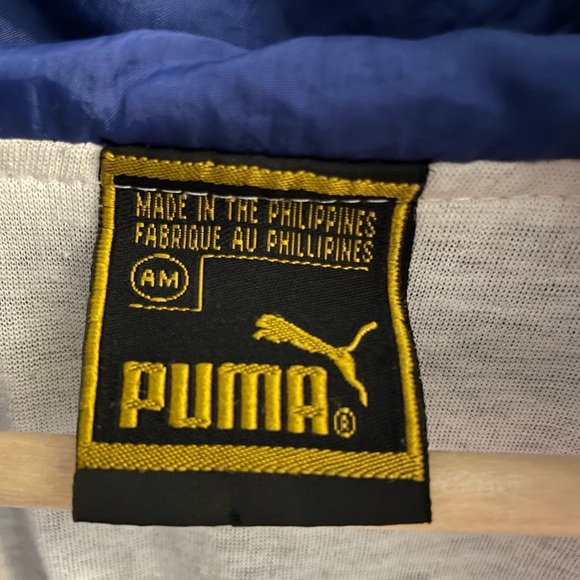 MADE IN THE PHILIPPINES
FABRIQUE AU PHILLIPINES
AM
PUMA®